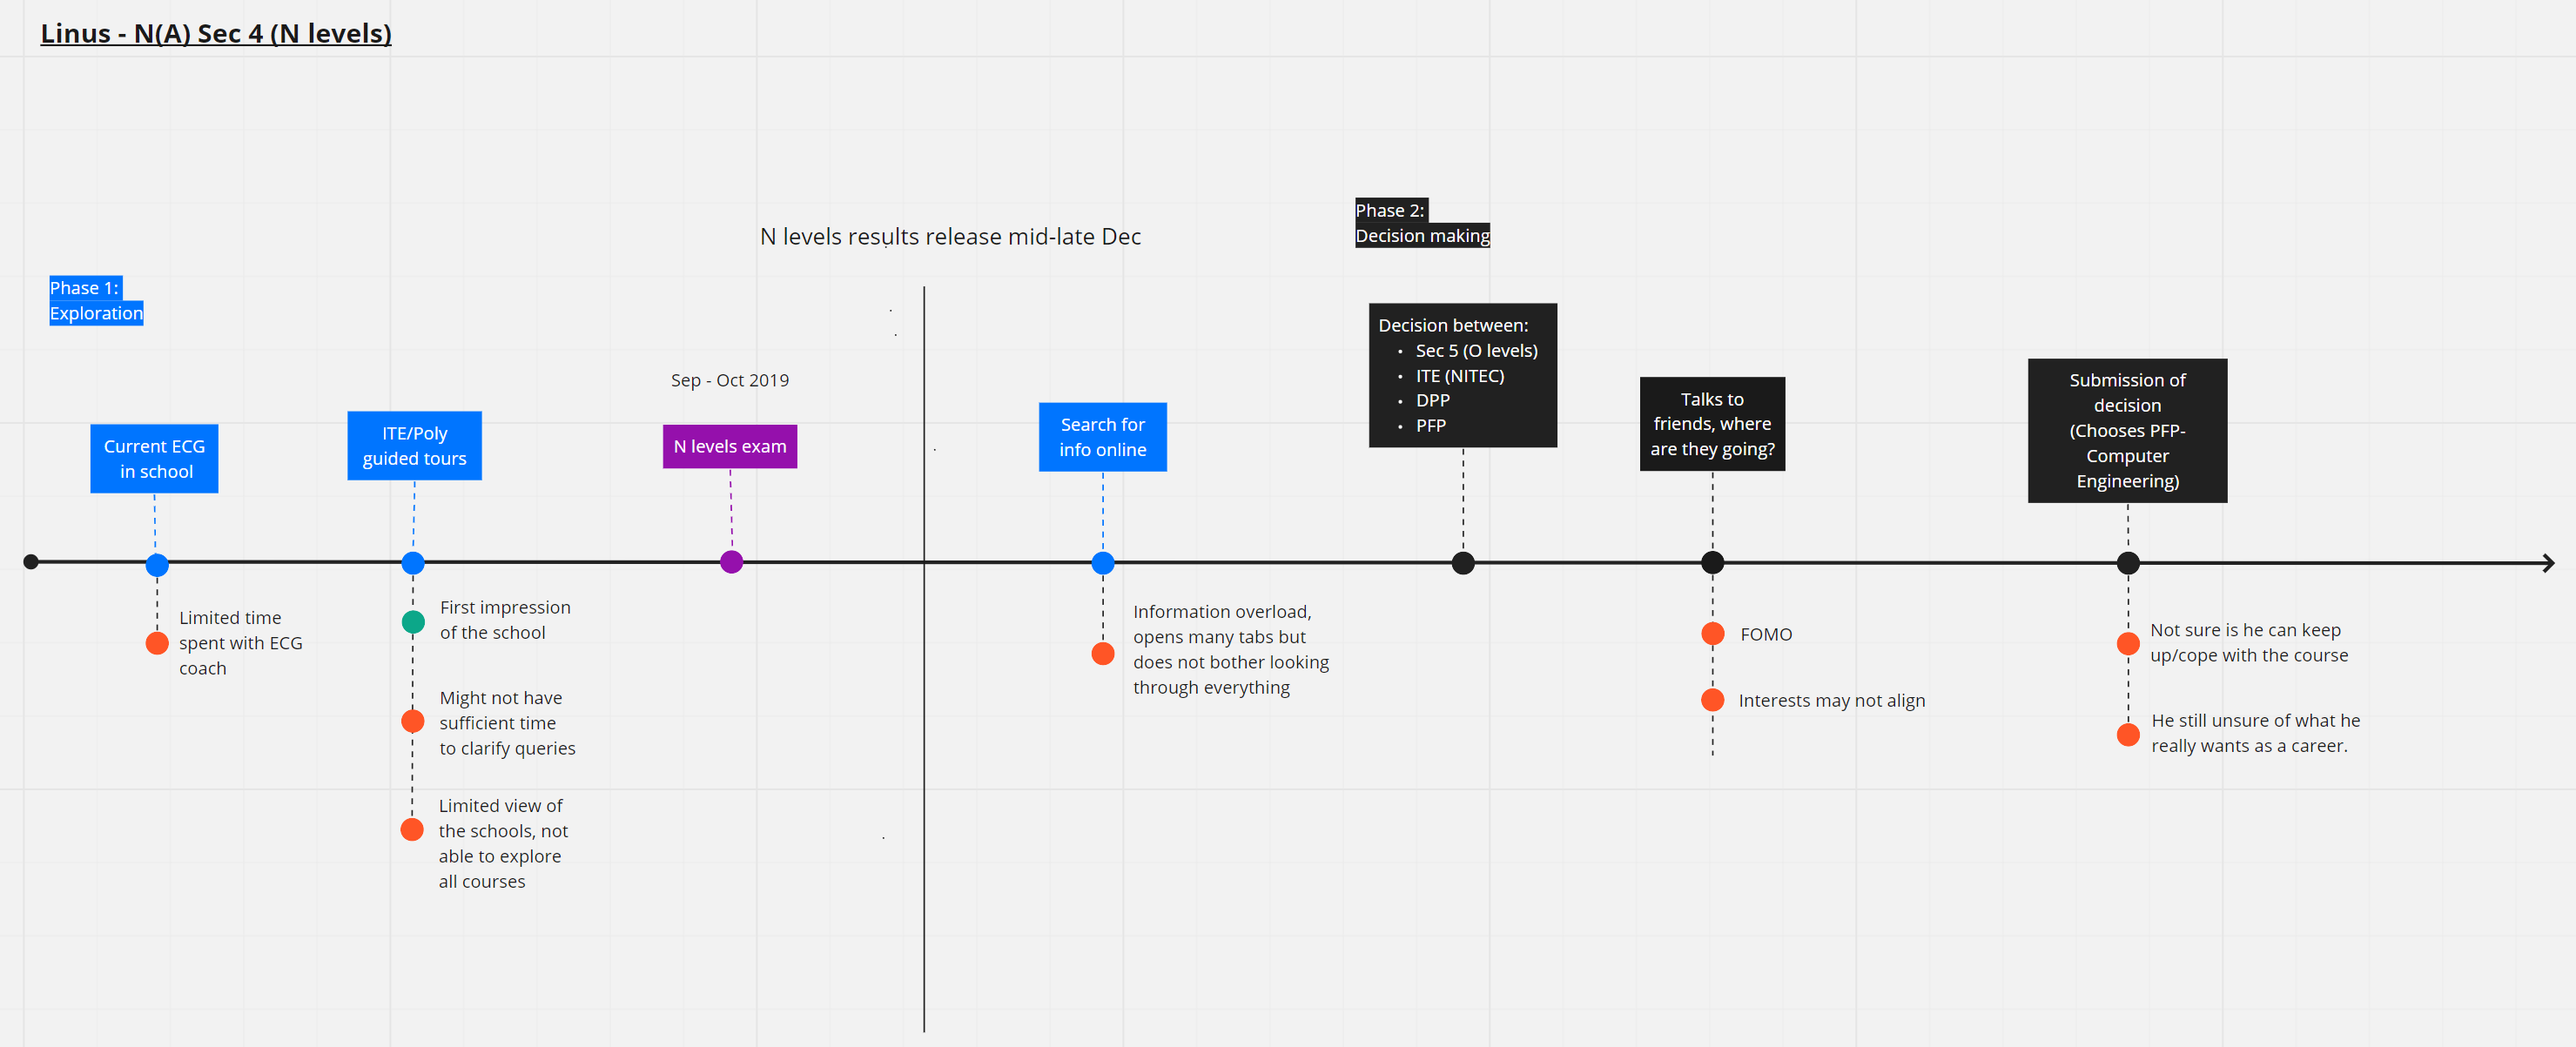 Linus - N(A) Sec 4 (N levels)
Phase 1:
Exploration
N levels results release mid-late Dec
Phase 2:
Decision making
Current ECG
in school
ITE/Poly
guided tours
Sep - Oct 2019
N levels exam
Search for
info online
Decision between:
• Sec 5 (O levels)
• ITE (NITEC)
• DPP
• PFP
Talks to
friends, where
are they going?
Submission of
decision
(Chooses PFP-
Computer
Engineering)
Limited time
spent with ECG
coach
First impression
of the school
Might not have
sufficient time
to clarify queries
Limited view of
the schools, not
able to explore
all courses
Information overload,
opens many tabs but
does not bother looking
through everything
FOMO
Interests may not align
Not sure is he can keep
up/cope with the course
He still unsure of what he
really wants as a career.